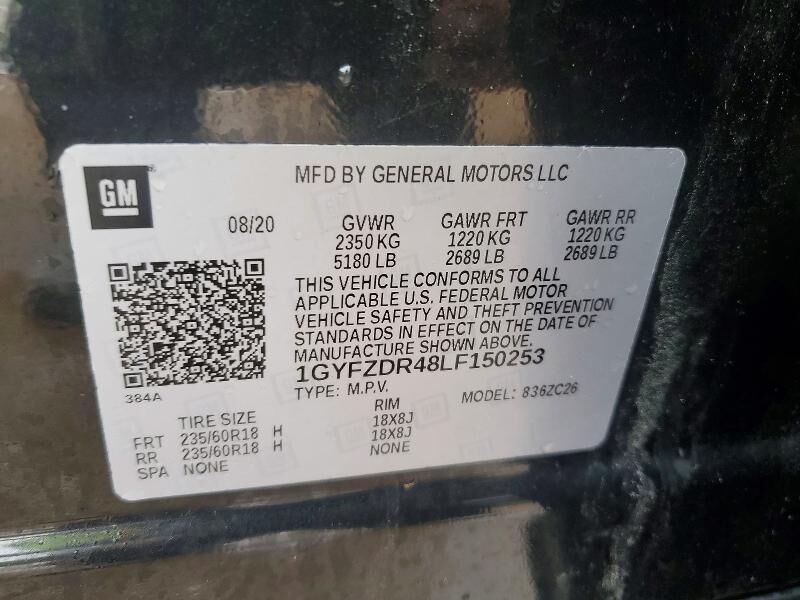 GM
MFD BY GENERAL MOTORS LLC
08/20
GVWR
2350 KG
5180 LB
GAWR FRT
1220 KG
2689 LB
GAWR RR
1220 KG
2689 LB
THIS VEHICLE CONFORMS TO ALL
APPLICABLE U.S. FEDERAL MOTOR
VEHICLE SAFETY AND THEFT PREVENTION
STANDARDS IN EFFECT ON THE DATE OF
MANUFACTURE SHOWN ABOVE.
1GYFZDR48LF150253
384A
TYPE: M.P.V.
MODEL: 836ZC26
TIRE SIZE
RIM
FRT 235/60R18 H 18X8J
RR 235/60R18 H 18X8J
SPA NONE NONE